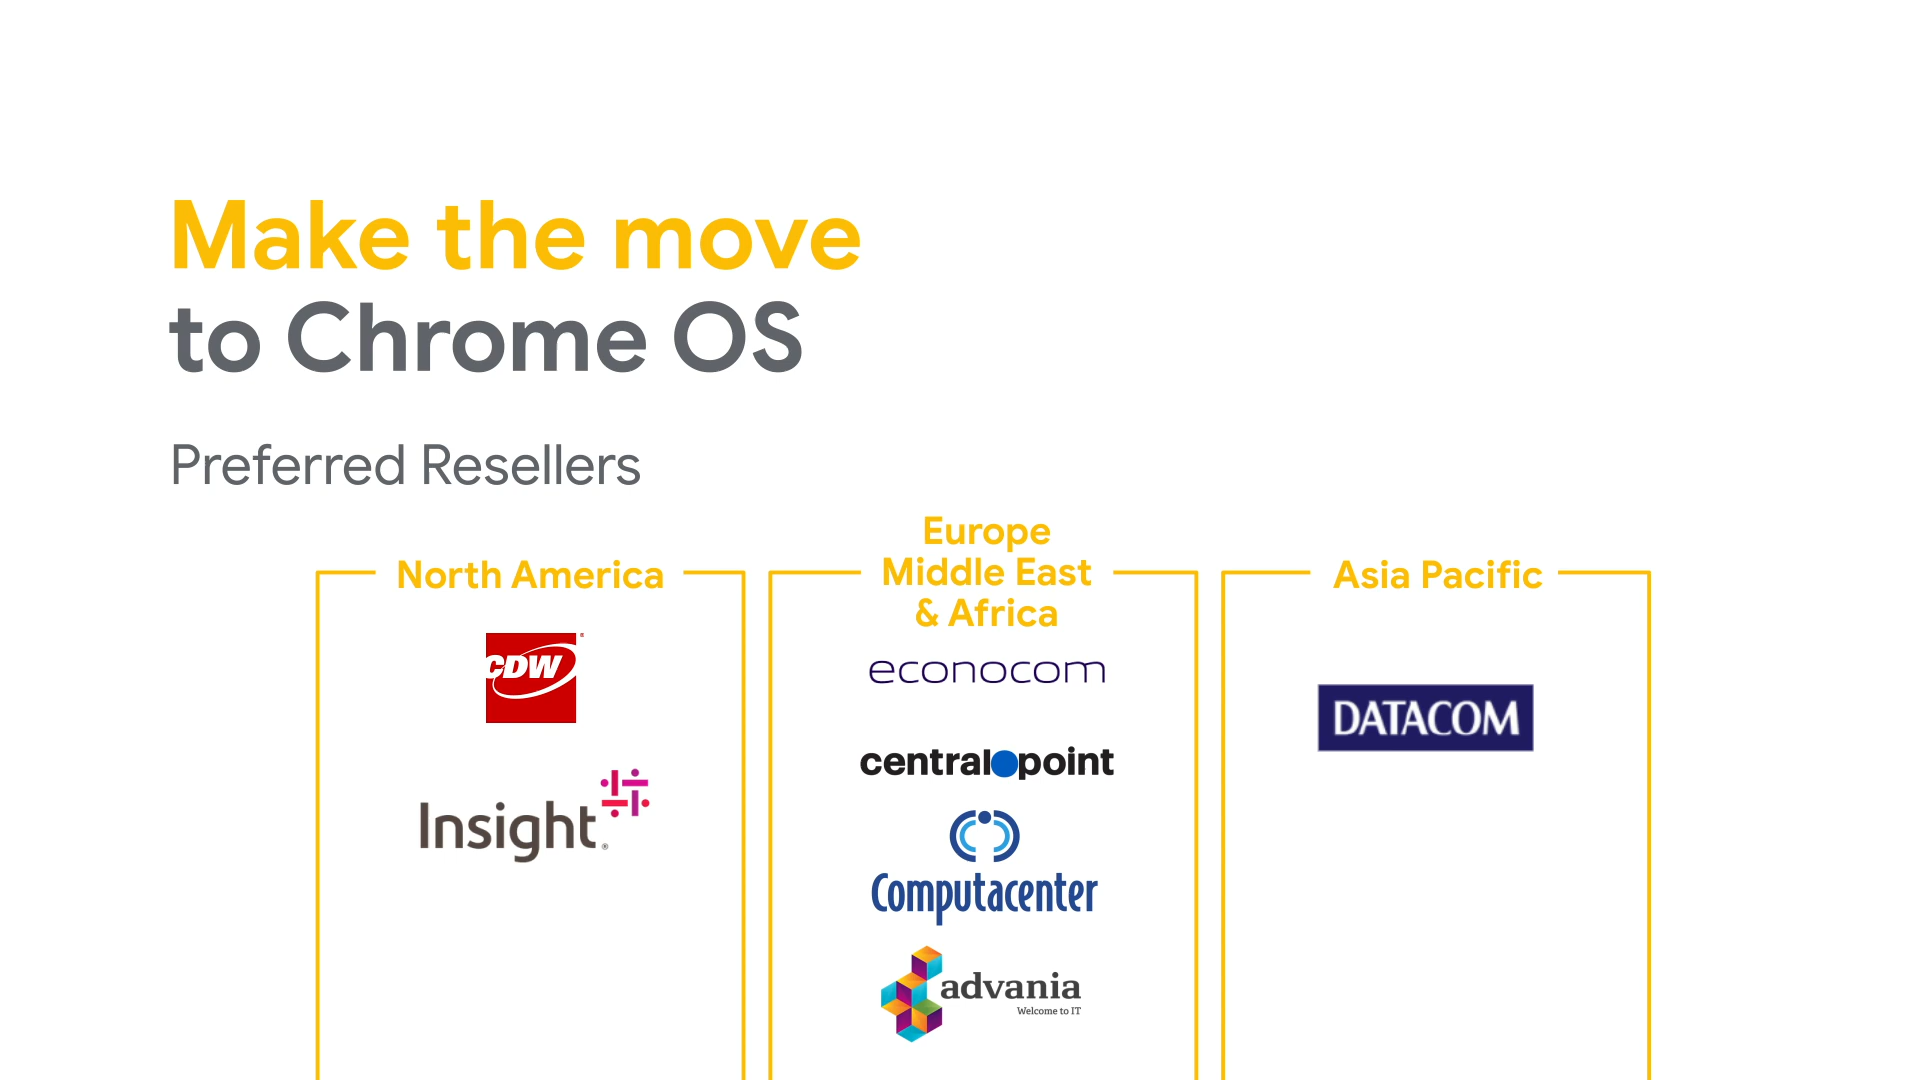 Make the move
to Chrome OS
Preferred Resellers
North America
CDW®
Insight®
Europe
Middle East
& Africa
econocom
centralpoint
Computacenter
advania
Welcome to IT
Asia Pacific
DATACOM